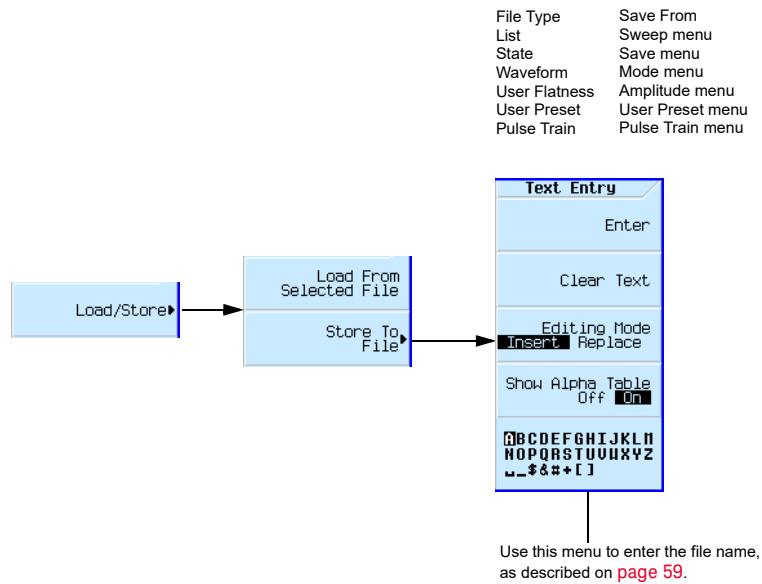 File Type Save From
List Sweep menu
State Save menu
Waveform Mode menu
User Flatness Amplitude menu
User Preset User Preset menu
Pulse Train Pulse Train menu
Load/Store
Load From
Selected File
Store To
File
Text Entry
Enter
Clear Text
Editing Mode
Insert Replace
Show Alpha Table
Off On
ABCDEFGHIJKLM
NOPQRSTUVWXYZ
␣_$&#+[]
Use this menu to enter the file name,
as described on page 59.